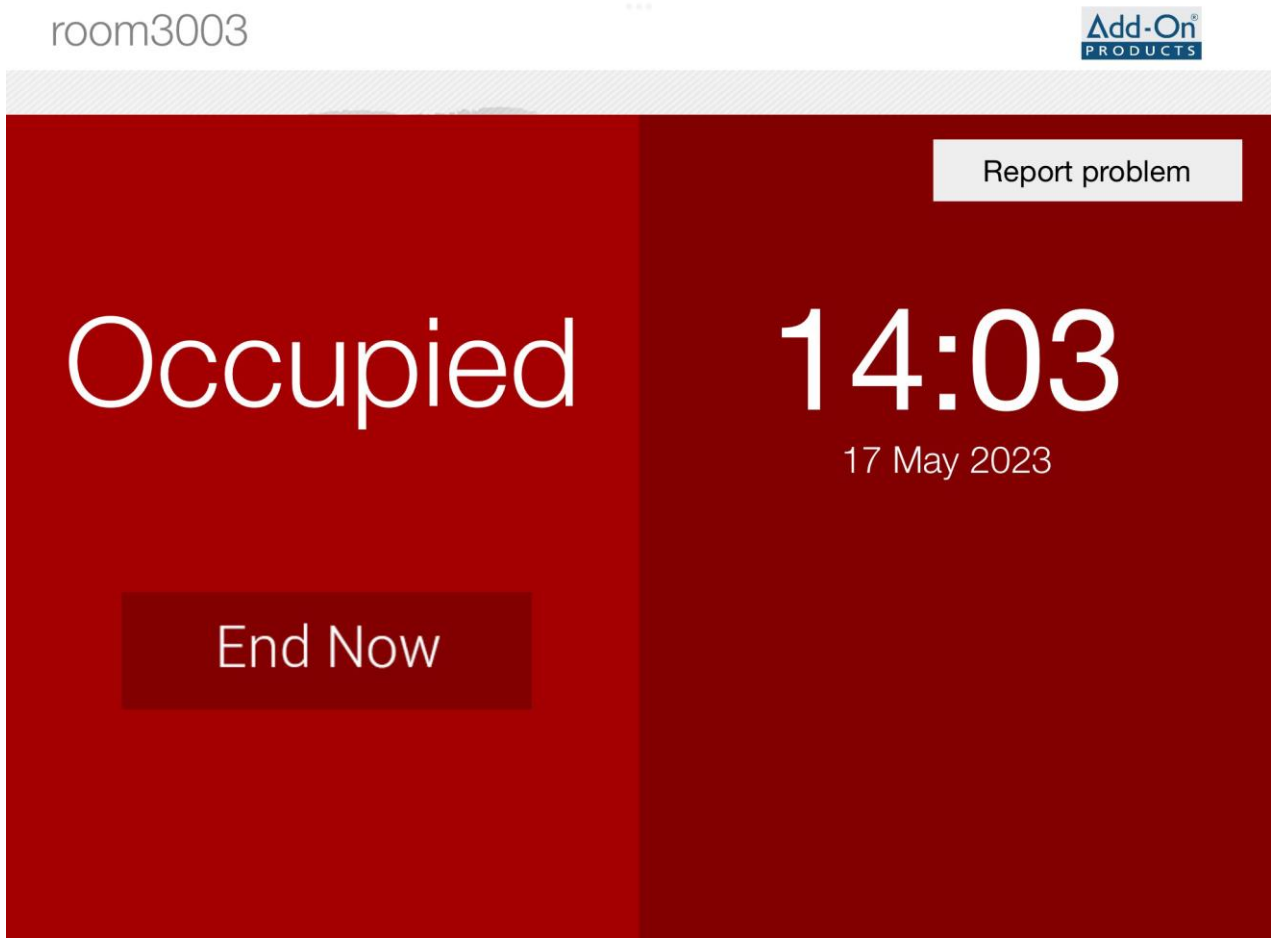 room3003
Add-On®
PRODUCTS
Report problem
Occupied
14:03
17 May 2023
End Now